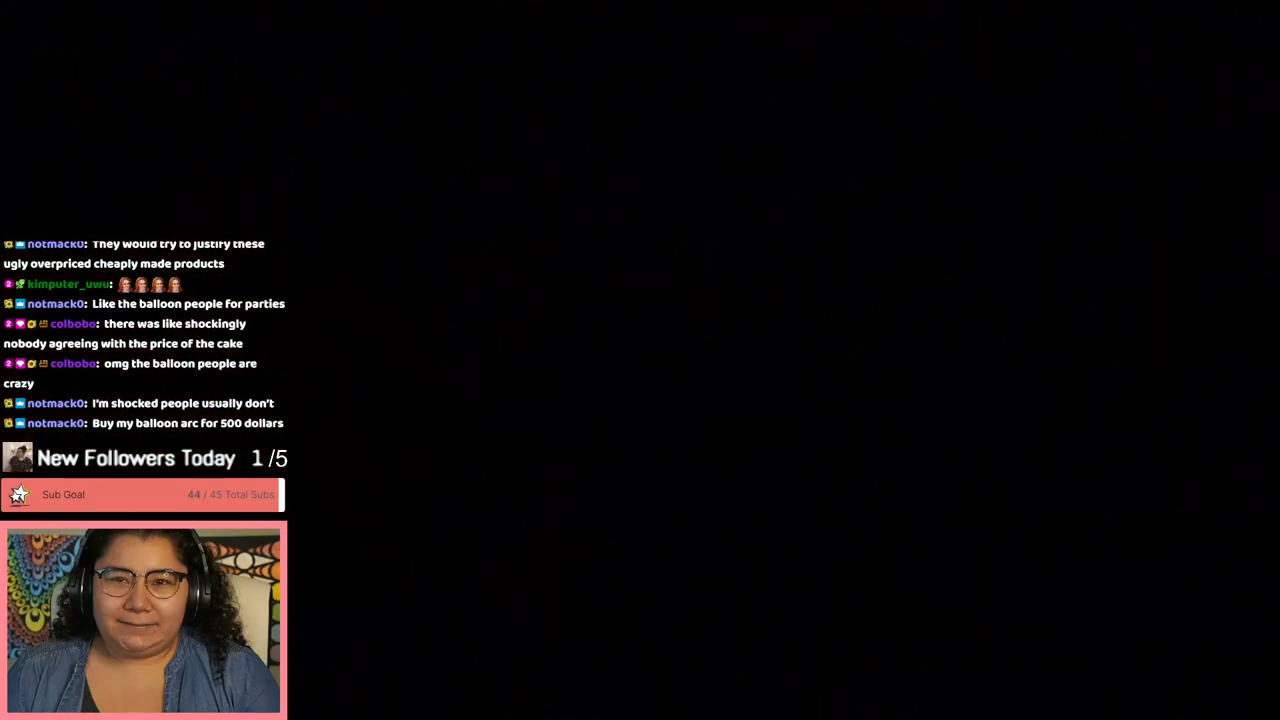 notmack0: They would try to justify these
ugly overpriced cheaply made products
kimputer_uwu:
notmack0: Like the balloon people for parties
colbobo: there was like shockingly
nobody agreeing with the price of the cake
colbobo: omg the balloon people are
crazy
notmack0: I'm shocked people usually don't
notmack0: Buy my balloon arc for 500 dollars
New Followers Today 1 /5
Sub Goal 44 / 45 Total Subs